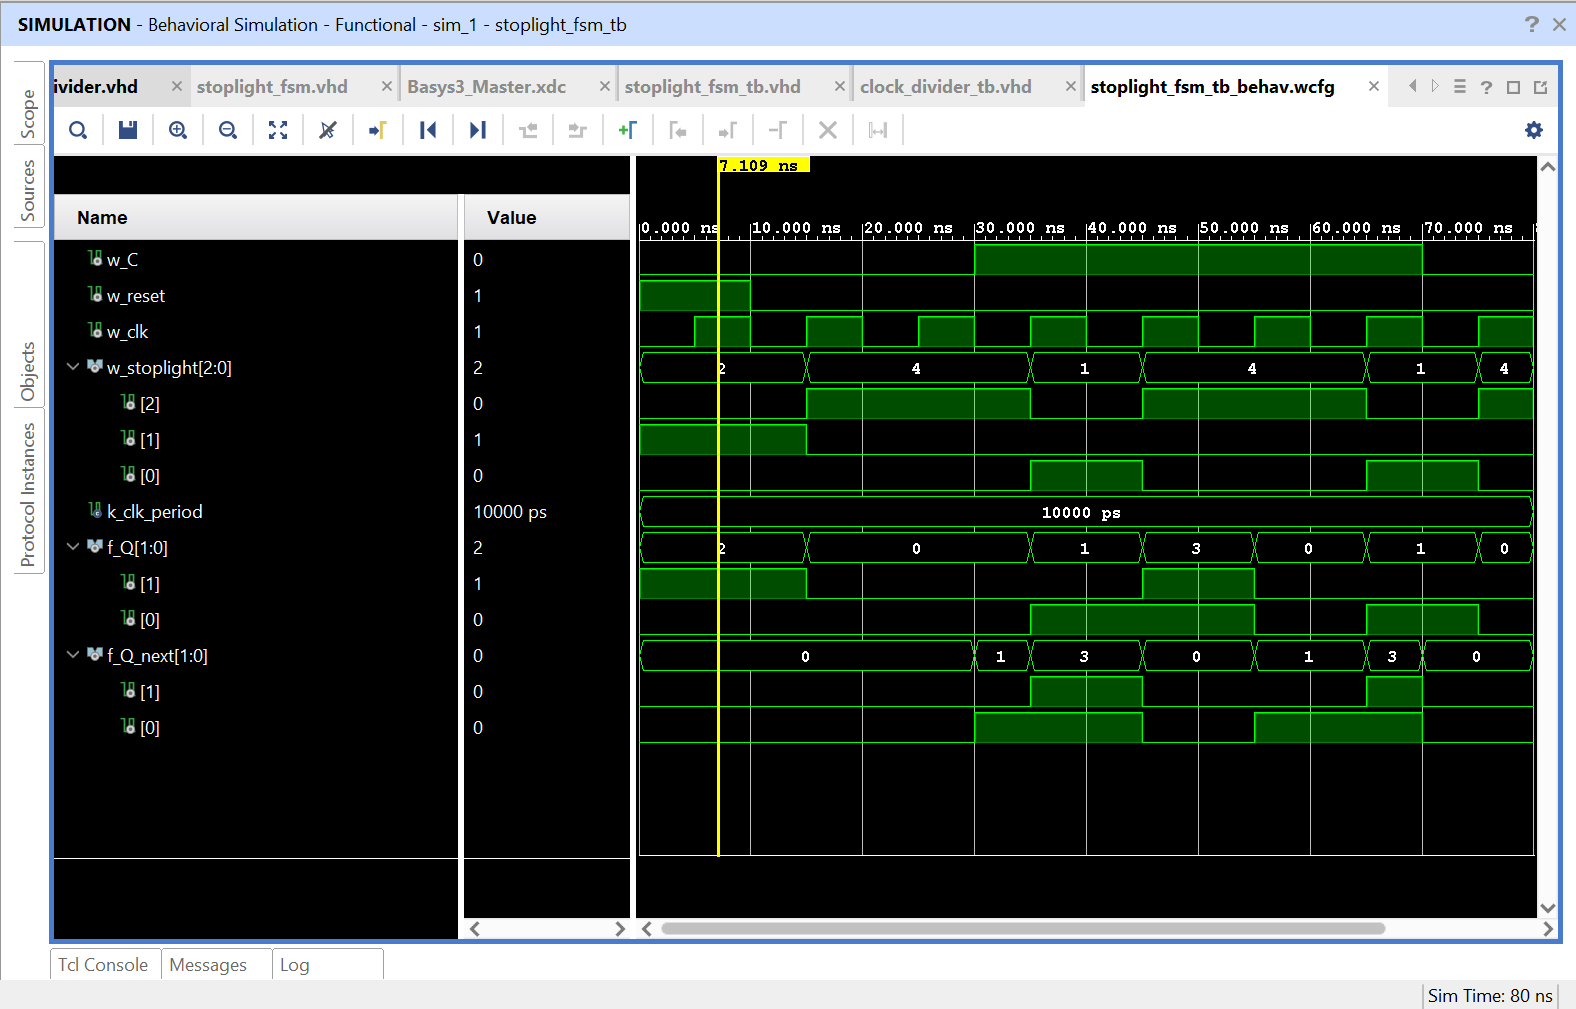 SIMULATION - Behavioral Simulation - Functional - sim_1 - stoplight_fsm_tb
Scope
Sources
Objects
Protocol Instances
ivider.vhd
stoplight_fsm.vhd
Basys3_Master.xdc
stoplight_fsm_tb.vhd
clock_divider_tb.vhd
stoplight_fsm_tb_behav.wcfg
7.109 ns
Name Value
0.000 ns 10.000 ns 20.000 ns 30.000 ns 40.000 ns 50.000 ns 60.000 ns 70.000 ns
w_C 0
w_reset 1
w_clk 1
w_stoplight[2:0] 2 2 4 1 4 1 4
[2] 0
[1] 1
[0] 0
k_clk_period 10000 ps 10000 ps
f_Q[1:0] 2 2 0 1 3 0 1 0
[1] 1
[0] 0
f_Q_next[1:0] 0 0 1 3 0 1 3 0
[1] 0
[0] 0
Tcl Console Messages Log
Sim Time: 80 ns